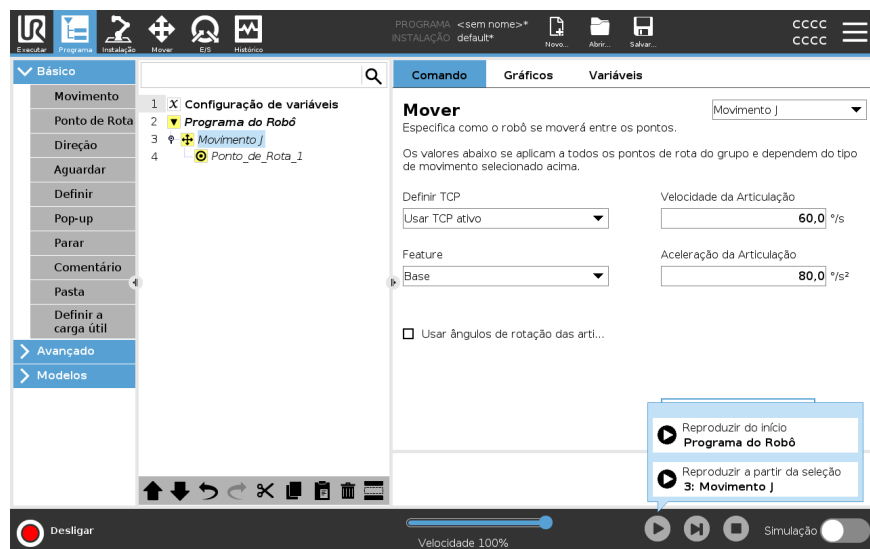 PROGRAMA <sem nome>*
INSTALAÇÃO default*
Executar Programa Instalação Mover E/S Histórico Novo... Abrir... Salvar...
CCCC
CCCC
Básico
Movimento
Ponto de Rota
Direção
Aguardar
Definir
Pop-up
Parar
Comentário
Pasta
Definir a
carga útil
Avançado
Modelos
1 X Configuração de variáveis
2 Programa do Robô
3 Movimento J
4 Ponto_de_Rota_1
Comando Gráficos Variáveis
Mover
Movimento J
Especifica como o robô se moverá entre os pontos.
Os valores abaixo se aplicam a todos os pontos de rota do grupo e dependem do tipo
de movimento selecionado acima.
Definir TCP Velocidade da Articulação
Usar TCP ativo 60,0 °/s
Feature Aceleração da Articulação
Base 80,0 °/s²
Usar ângulos de rotação das arti...
Reproduzir do início
Programa do Robô
Reproduzir a partir da seleção
3: Movimento J
Desligar
Velocidade 100%
Simulação